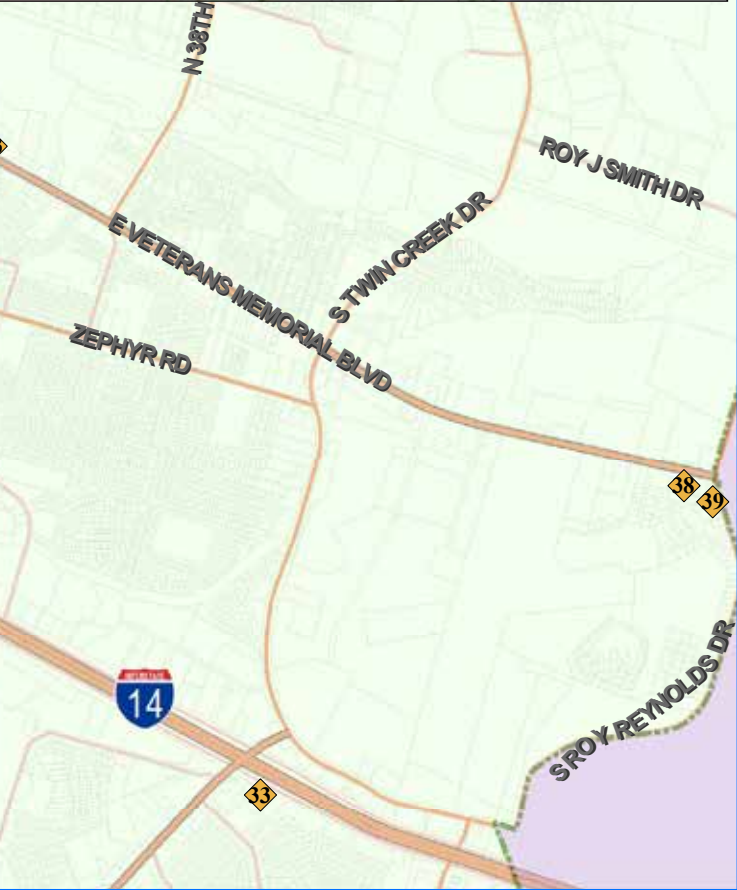 N 38TH
ROY J SMITH DR
S TWIN CREEK DR
E VETERANS MEMORIAL BLVD
ZEPHYR RD
38
39
S ROY REYNOLDS DR
INTERSTATE
14
33